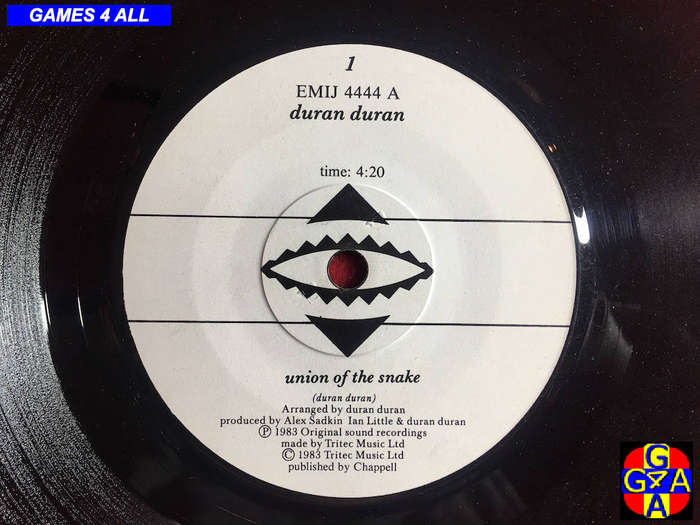 GAMES 4 ALL
1
EMIJ 4444 A
duran duran
time: 4:20
union of the snake
(duran duran)
Arranged by duran duran
produced by Alex Sadkin Ian Little & duran duran
Ⓟ 1983 Original sound recordings
made by Tritec Music Ltd
© 1983 Tritec Music Ltd
published by Chappell
G
G4A
A